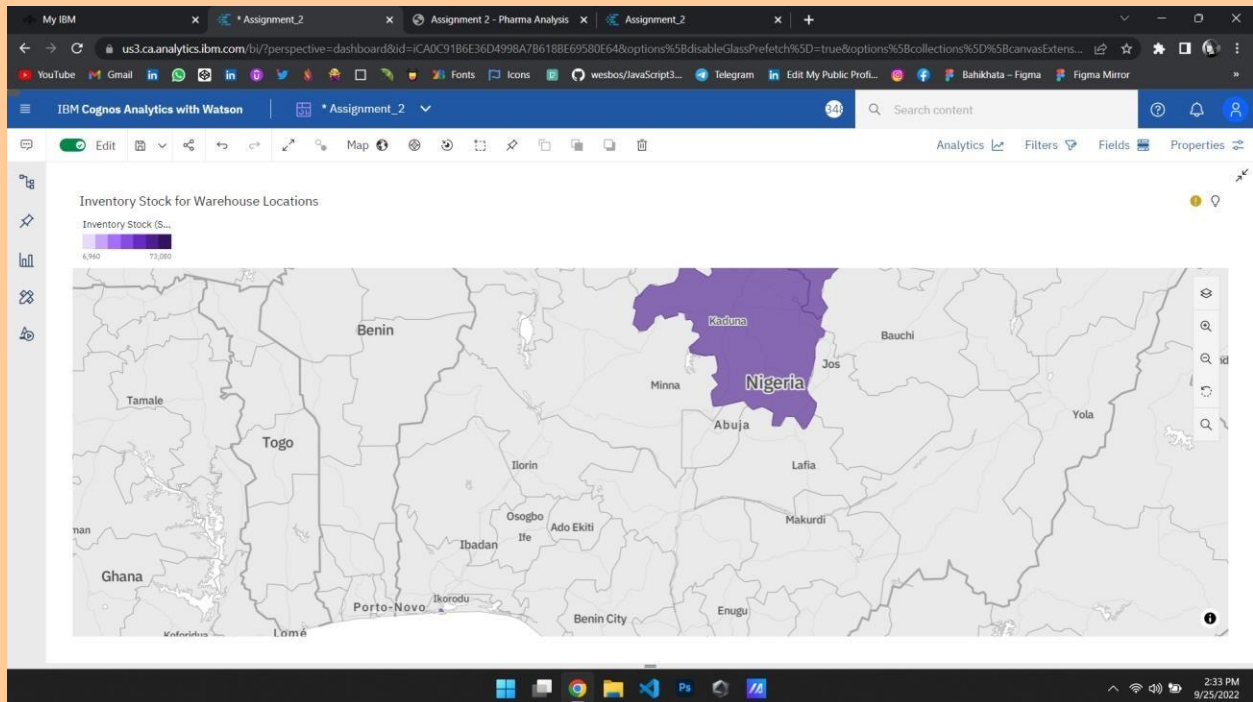 My IBM
* Assignment_2
Assignment 2 - Pharma Analysis
Assignment_2
us3.ca.analytics.ibm.com/bi/?perspective=dashboard&id=iCA0C91B6E36D4998A7B618BE69580E64&options%5BdisableGlassPrefetch%5D=true&options%5Bcollections%5D%5BcanvasExtens...
YouTube Gmail Fonts Icons wesbos/JavaScript3... Telegram Edit My Public Profi... Bahikhata – Figma Figma Mirror »
IBM Cognos Analytics with Watson * Assignment_2 Search content
Edit Map Analytics Filters Fields Properties
Inventory Stock for Warehouse Locations
Inventory Stock (S...
6,960 73,080
Kaduna
Benin
Bauchi
Jos
Minna
Nigeria
Tamale
Yola
Abuja
Togo
Ilorin
Lafia
Osogbo
Makurdi
Ado Ekiti
Ife
Ibadan
Ghana
Ikorodu
Porto-Novo
Enugu
Benin City
Koforidua
Lomé
Ps
2:33 PM
9/25/2022